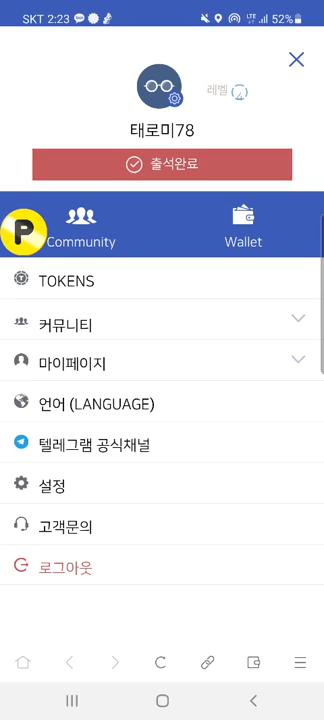 SKT 2:23 LTE 52%
레벨 4
태로미78
출석완료
P
Community
Wallet
TOKENS
커뮤니티
마이페이지
언어 (LANGUAGE)
텔레그램 공식채널
설정
고객문의
로그아웃